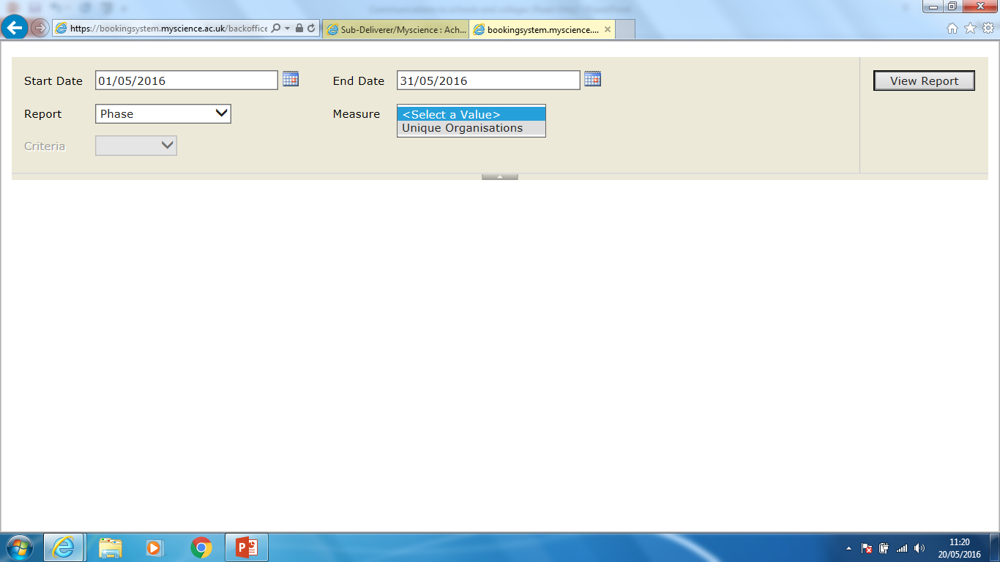 https://bookingsystem.myscience.ac.uk/backoffice
Sub-Deliverer/Myscience : Ach...
bookingsystem.myscience....
Start Date
01/05/2016
End Date
31/05/2016
View Report
Report
Phase
Measure
<Select a Value>
Unique Organisations
Criteria
11:20
20/05/2016